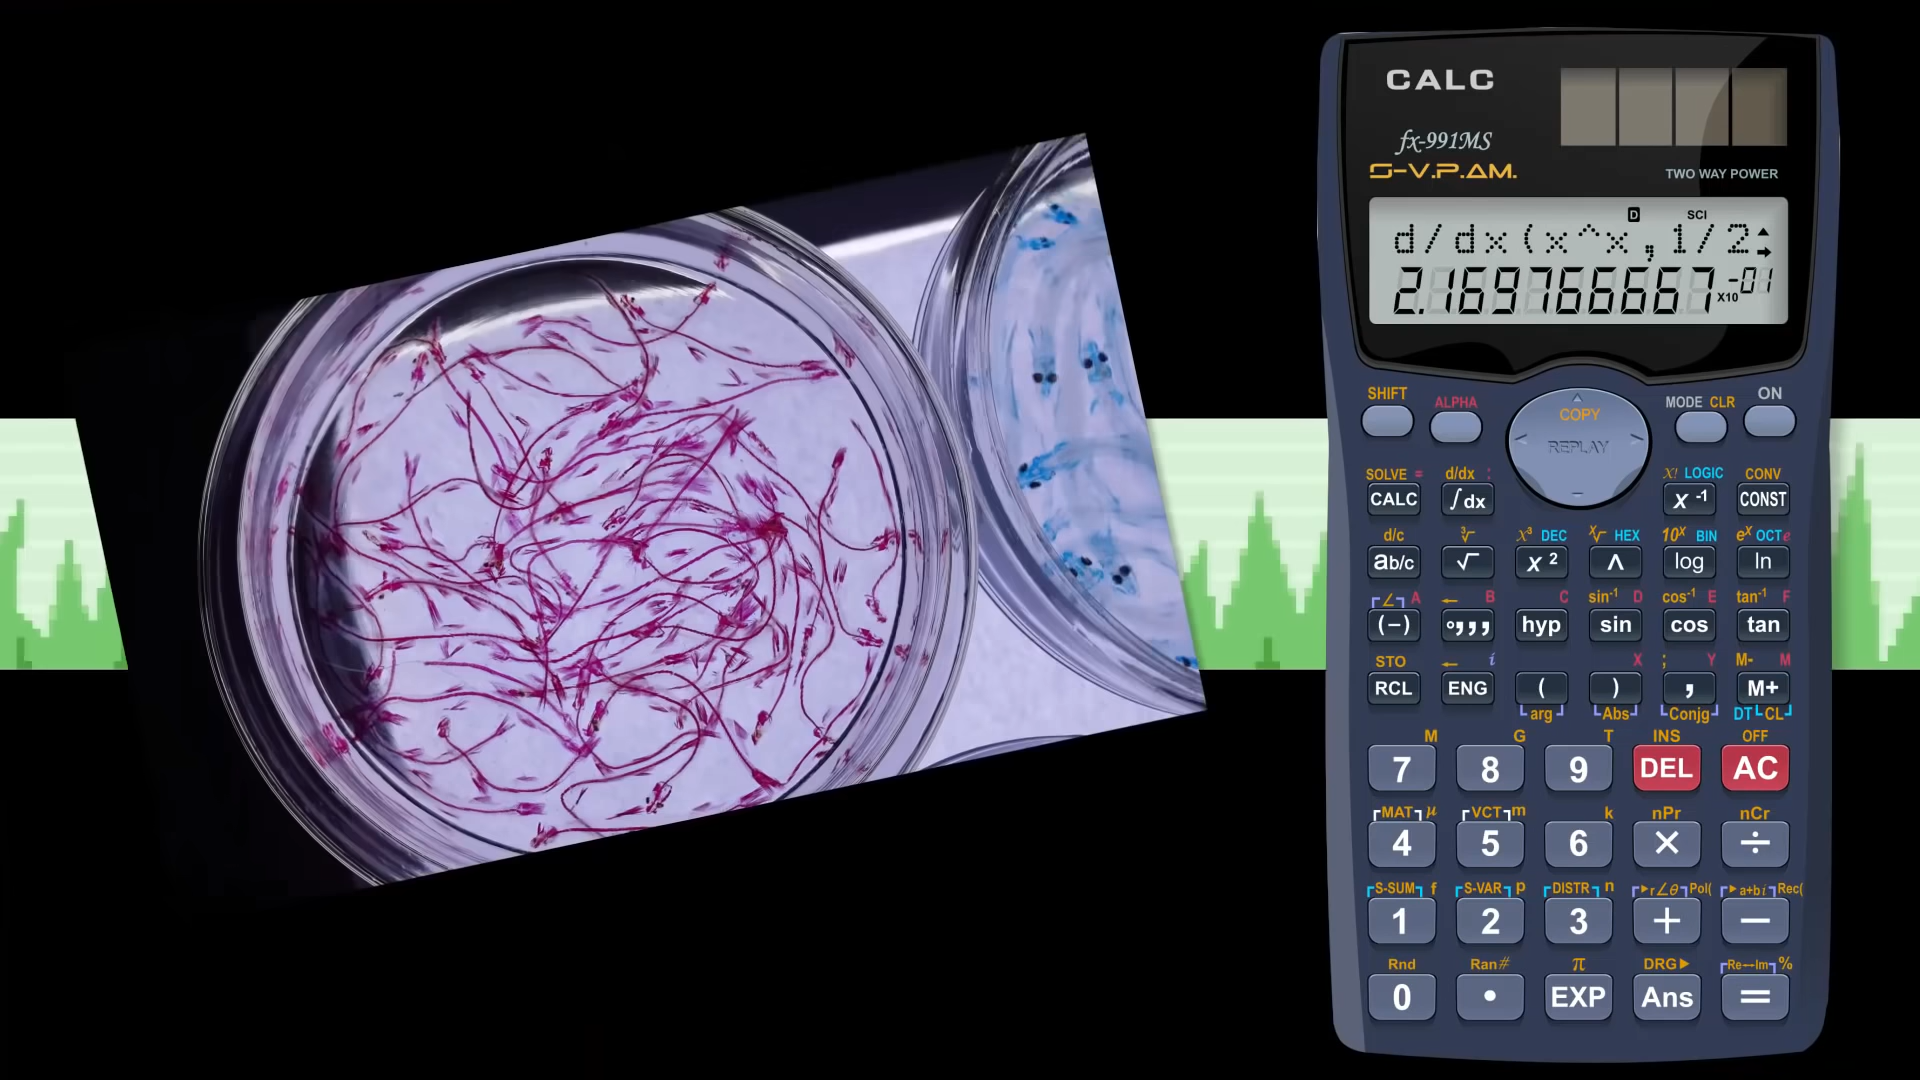 CALC
fx-991MS
S-V.P.AM.
TWO WAY POWER
D SCI
d/dx(x^x,1/2
2.169766667 X10 -01
SHIFT ALPHA COPY MODE CLR ON
REPLAY
SOLVE = d/dx : x! LOGIC CONV
CALC ∫dx x -1 CONST
d/c 3√ x3 DEC x√ HEX 10x BIN ex OCT e
ab/c √ x 2 ∧ log ln
∠ A ← B C sin-1 D cos-1 E tan-1 F
(−) °,,, hyp sin cos tan
STO ← i X ; Y M- M
RCL ENG ( ) , M+
arg Abs Conjg DT CL
M G T INS OFF
7 8 9 DEL AC
MAT μ VCT m k nPr nCr
4 5 6 × ÷
S-SUM f S-VAR p DISTR n ▶r∠θ Pol( ▶a+bi Rec(
1 2 3 + −
Rnd Ran# π DRG▶ Re↔Im %
0 • EXP Ans =